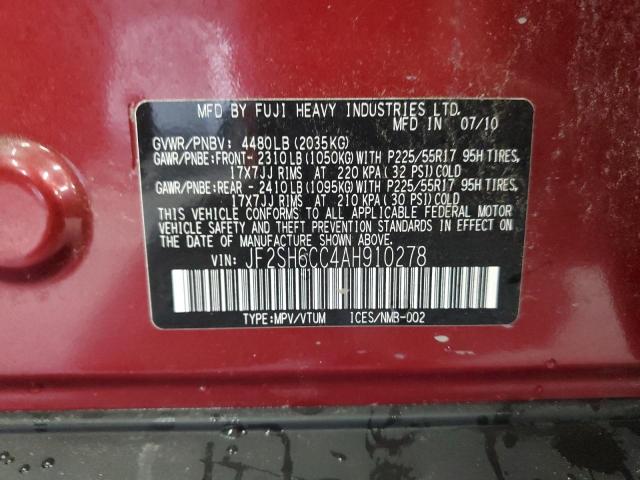 MFD BY FUJI HEAVY INDUSTRIES LTD.
MFD IN 07/10
GVWR/PNBV: 4480LB (2035KG)
GAWR/PNBE:FRONT- 2310LB (1050KG) WITH P225/55R17 95H TIRES,
17X7JJ RIMS AT 220 KPA (32 PSI) COLD
GAWR/PNBE:REAR - 2410LB (1095KG) WITH P225/55R17 95H TIRES,
17X7JJ RIMS AT 210 KPA (30 PSI) COLD
THIS VEHICLE CONFORMS TO ALL APPLICABLE FEDERAL MOTOR
VEHICLE SAFETY AND THEFT PREVENTION STANDARDS IN EFFECT
ON THE DATE OF MANUFACTURE SHOWN ABOVE.
VIN: JF2SH6CC4AH910278
TYPE:MPV/VTUM ICES/NMB-002